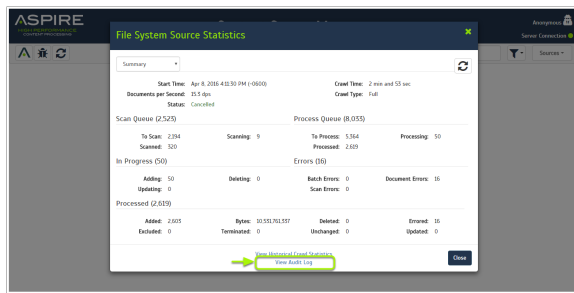 ASPIRE
HIGH PERFORMANCE
CONTENT PROCESSING
Anonymous
Server Connection
Sources
File System Source Statistics
Summary
Start Time: Apr 8, 2016 4:11:30 PM (-0600) Crawl Time: 2 min and 53 sec
Documents per Second: 15.3 dps Crawl Type: Full
Status: Cancelled
Scan Queue (2,523) Process Queue (8,033)
To Scan: 2,194 Scanning: 9 To Process: 5,364 Processing: 50
Scanned: 320 Processed: 2,619
In Progress (50) Errors (16)
Adding: 50 Deleting: 0 Batch Errors: 0 Document Errors: 16
Updating: 0 Scan Errors: 0
Processed (2,619)
Added: 2,603 Bytes: 10,331,761,337 Deleted: 0 Errored: 16
Excluded: 0 Terminated: 0 Unchanged: 0 Updated: 0
View Historical Crawl Statistics
View Audit Log
Close